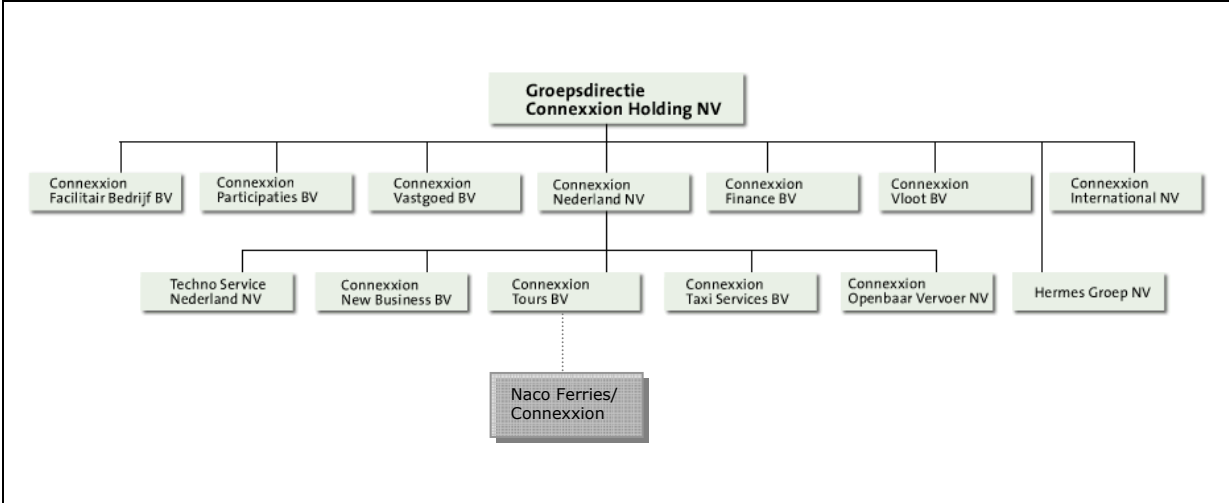 Groepsdirectie
Connexxion Holding NV
Connexxion
Facilitair Bedrijf BV
Connexxion
Participaties BV
Connexxion
Vastgoed BV
Connexxion
Nederland NV
Connexxion
Finance BV
Connexxion
Vloot BV
Connexxion
International NV
Techno Service
Nederland NV
Connexxion
New Business BV
Connexxion
Tours BV
Connexxion
Taxi Services BV
Connexxion
Openbaar Vervoer NV
Hermes Groep NV
Naco Ferries/
Connexxion